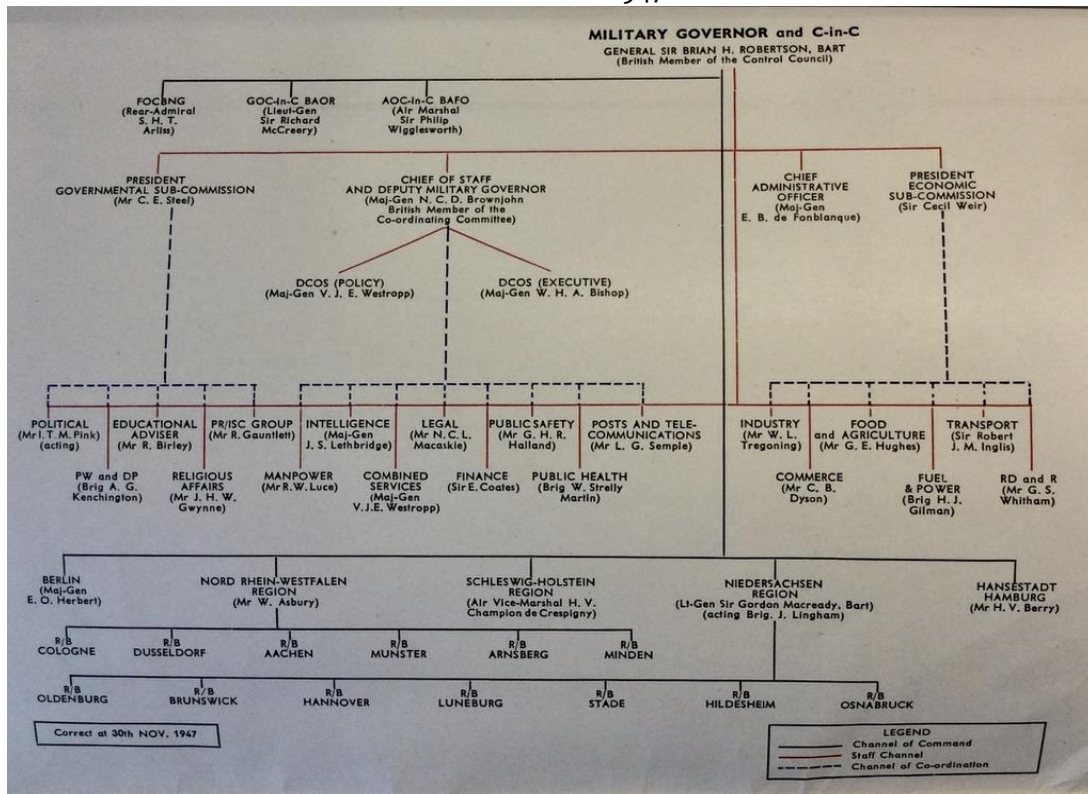 MILITARY GOVERNOR and C-in-C
GENERAL SIR BRIAN H. ROBERTSON, BART
(British Member of the Control Council)
FOCBNG
(Rear-Admiral
S. H. T.
Arliss)
GOC-in-C BAOR
(Lieut-Gen
Sir Richard
McCreery)
AOC-in-C BAFO
(Air Marshal
Sir Philip
Wigglesworth)
PRESIDENT
GOVERNMENTAL SUB-COMMISSION
(Mr C. E. Steel)
CHIEF OF STAFF
AND DEPUTY MILITARY GOVERNOR
(Maj-Gen N. C. D. Brownjohn
British Member of the
Co-ordinating Committee)
CHIEF
ADMINISTRATIVE
OFFICER
(Maj-Gen
E. B. de Fonblanque)
PRESIDENT
ECONOMIC
SUB-COMMISSION
(Sir Cecil Weir)
DCOS (POLICY)
(Maj-Gen V. J. E. Westropp)
DCOS (EXECUTIVE)
(Maj-Gen W. H. A. Bishop)
POLITICAL
(Mr I. T. M. Pink)
(acting)
EDUCATIONAL
ADVISER
(Mr R. Birley)
PR/ISC GROUP
(Mr R. Gauntlett)
INTELLIGENCE
(Maj-Gen
J. S. Lethbridge)
LEGAL
(Mr N. C. L.
Macaskie)
PUBLIC SAFETY
(Mr G. H. R.
Halland)
POSTS AND TELE-
COMMUNICATIONS
(Mr L. G. Semple)
INDUSTRY
(Mr W. L.
Tregoning)
FOOD
and AGRICULTURE
(Mr G. E. Hughes)
TRANSPORT
(Sir Robert
J. M. Inglis)
PW and DP
(Brig A. G.
Kenchington)
RELIGIOUS
AFFAIRS
(Mr J. H. W.
Gwynne)
MANPOWER
(Mr R. W. Luce)
COMBINED
SERVICES
(Maj-Gen
V. J. E. Westropp)
FINANCE
(Sir E. Coates)
PUBLIC HEALTH
(Brig W. Strelly
Martin)
COMMERCE
(Mr C. B.
Dyson)
FUEL
& POWER
(Brig H. J.
Gilman)
RD and R
(Mr G. S.
Whitham)
BERLIN
(Maj-Gen
E. O. Herbert)
NORD RHEIN-WESTFALEN
REGION
(Mr W. Asbury)
SCHLESWIG-HOLSTEIN
REGION
(Air Vice-Marshal H. V.
Champion de Crespigny)
NIEDERSACHSEN
REGION
(Lt-Gen Sir Gordon Macready, Bart)
(acting Brig. J. Lingham)
HANSESTADT
HAMBURG
(Mr H. V. Berry)
R/B
COLOGNE
R/B
DUSSELDORF
R/B
AACHEN
R/B
MUNSTER
R/B
ARNSBERG
R/B
MINDEN
R/B
OLDENBURG
R/B
BRUNSWICK
R/B
HANNOVER
R/B
LUNEBURG
R/B
STADE
R/B
HILDESHEIM
R/B
OSNABRUCK
Correct at 30th NOV. 1947
LEGEND
Channel of Command
Staff Channel
Channel of Co-ordination